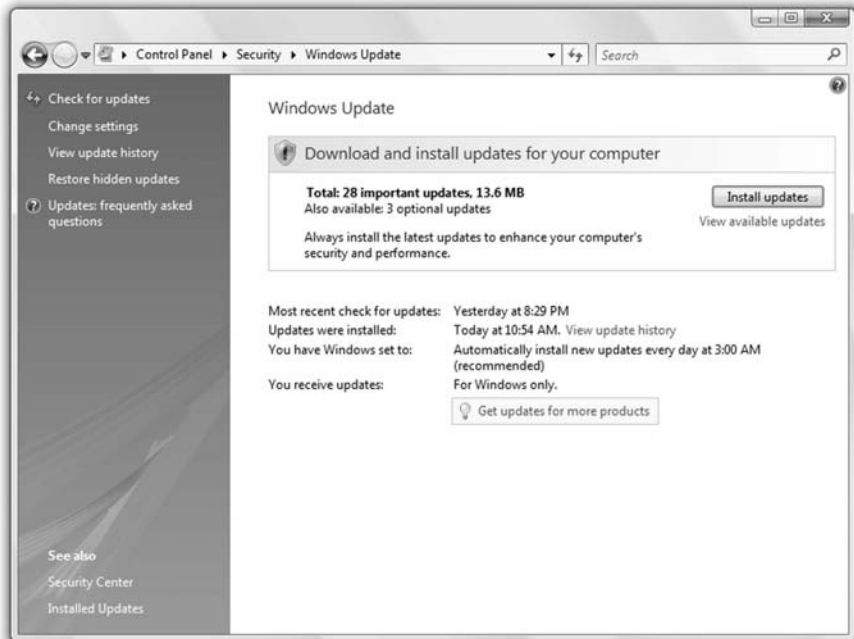 Control Panel Security Windows Update
Search
Check for updates
Change settings
View update history
Restore hidden updates
Updates: frequently asked
questions
Windows Update
Download and install updates for your computer
Total: 28 important updates, 13.6 MB
Also available: 3 optional updates
Always install the latest updates to enhance your computer's
security and performance.
Install updates
View available updates
Most recent check for updates: Yesterday at 8:29 PM
Updates were installed: Today at 10:54 AM. View update history
You have Windows set to: Automatically install new updates every day at 3:00 AM
(recommended)
You receive updates: For Windows only.
Get updates for more products
See also
Security Center
Installed Updates